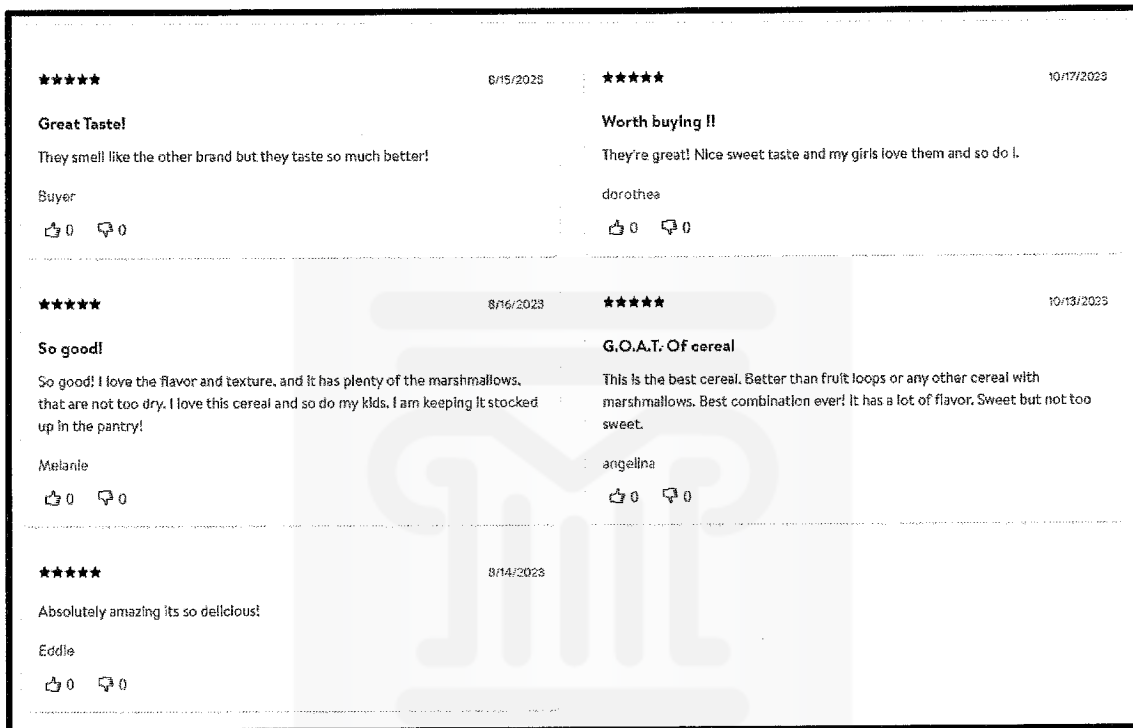 ★★★★★ 8/15/2023
Great Taste!
They smell like the other brand but they taste so much better!
Buyer
0 0
★★★★★ 8/16/2023
So good!
So good! I love the flavor and texture, and it has plenty of the marshmallows,
that are not too dry. I love this cereal and so do my kids. I am keeping it stocked
up in the pantry!
Melanie
0 0
★★★★★ 8/14/2023
Absolutely amazing its so delicious!
Eddie
0 0
★★★★★ 10/17/2023
Worth buying !!
They're great! Nice sweet taste and my girls love them and so do I.
dorothea
0 0
★★★★★ 10/13/2023
G.O.A.T. Of cereal
This is the best cereal. Better than fruit loops or any other cereal with
marshmallows. Best combination ever! It has a lot of flavor. Sweet but not too
sweet.
angelina
0 0